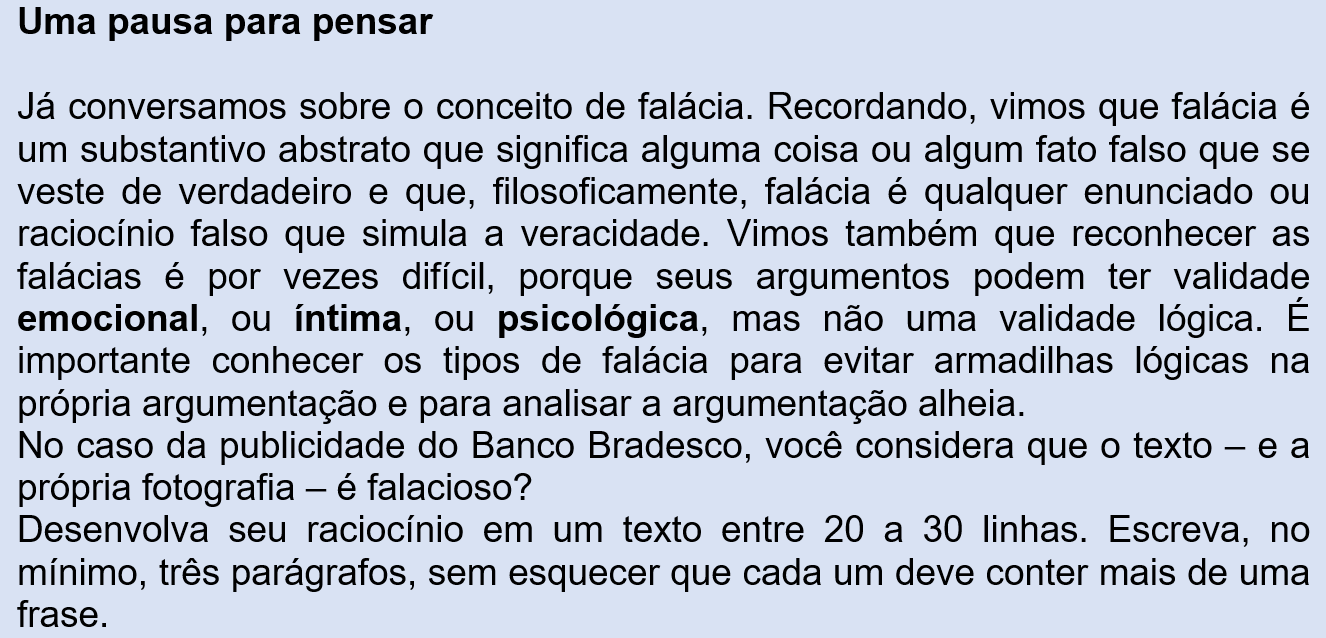 Uma pausa para pensar
Já conversamos sobre o conceito de falácia. Recordando, vimos que falácia é
um substantivo abstrato que significa alguma coisa ou algum fato falso que se
veste de verdadeiro e que, filosoficamente, falácia é qualquer enunciado ou
raciocínio falso que simula a veracidade. Vimos também que reconhecer as
falácias é por vezes difícil, porque seus argumentos podem ter validade
emocional, ou íntima, ou psicológica, mas não uma validade lógica. É
importante conhecer os tipos de falácia para evitar armadilhas lógicas na
própria argumentação e para analisar a argumentação alheia.
No caso da publicidade do Banco Bradesco, você considera que o texto – e a
própria fotografia – é falacioso?
Desenvolva seu raciocínio em um texto entre 20 a 30 linhas. Escreva, no
mínimo, três parágrafos, sem esquecer que cada um deve conter mais de uma
frase.